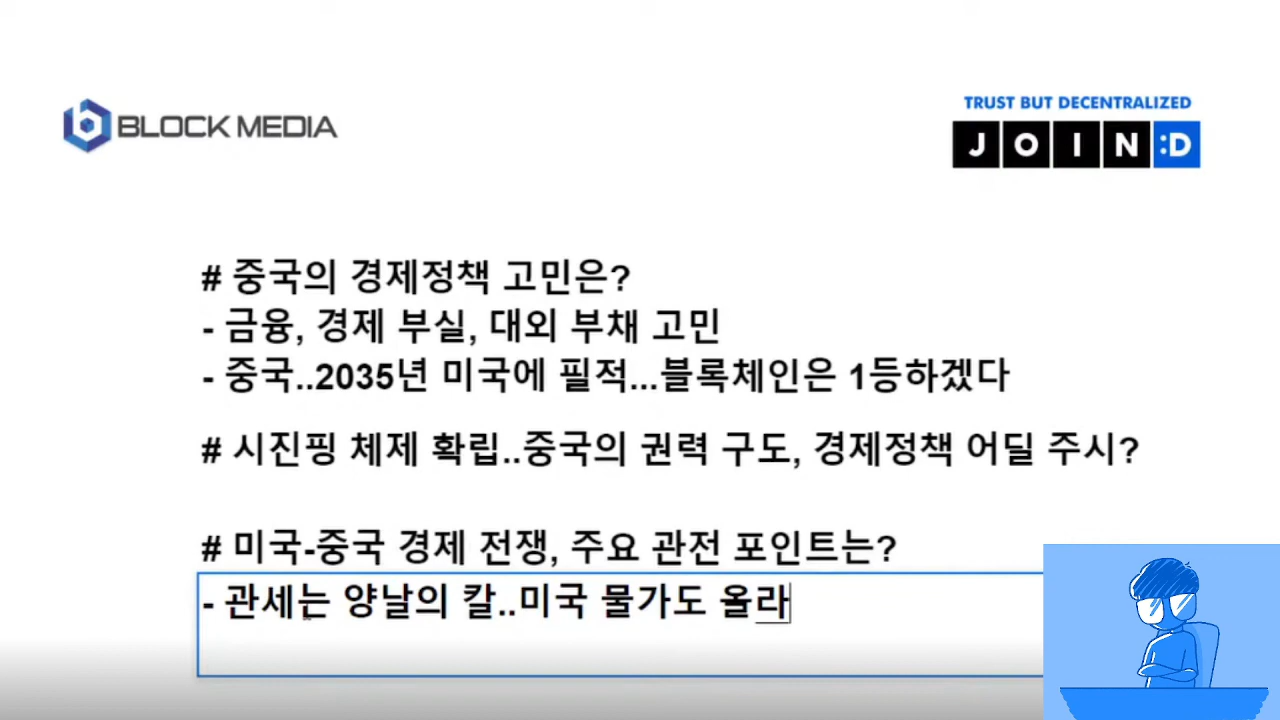 BLOCK MEDIA
TRUST BUT DECENTRALIZED
JOIN:D
# 중국의 경제정책 고민은?
- 금융, 경제 부실, 대외 부채 고민
- 중국..2035년 미국에 필적...블록체인은 1등하겠다
# 시진핑 체제 확립..중국의 권력 구도, 경제정책 어딜 주시?
# 미국-중국 경제 전쟁, 주요 관전 포인트는?
- 관세는 양날의 칼..미국 물가도 올라